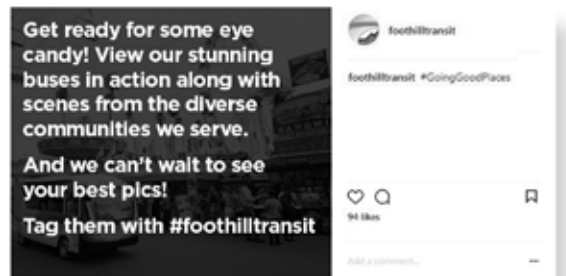 Get ready for some eye
candy! View our stunning
buses in action along with
scenes from the diverse
communities we serve.
And we can't wait to see
your best pics!
Tag them with #foothilltransit
foothilltransit
foothilltransit #GoingGoodPlaces
94 likes
Add a comment...